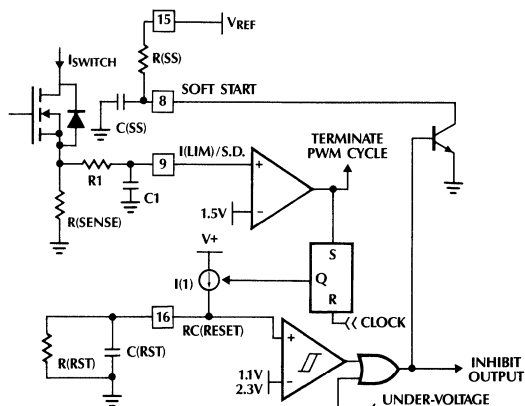 15
VREF
ISWITCH
R(SS)
8
SOFT START
C(SS)
TERMINATE
PWM CYCLE
9
I(LIM)/S.D.
R1
C1
+
1.5V
−
R(SENSE)
V+
S
Q
R
I(1)
CLOCK
16
RC(RESET)
R(RST)
C(RST)
+
1.1V
2.3V
−
INHIBIT
OUTPUT
UNDER-VOLTAGE